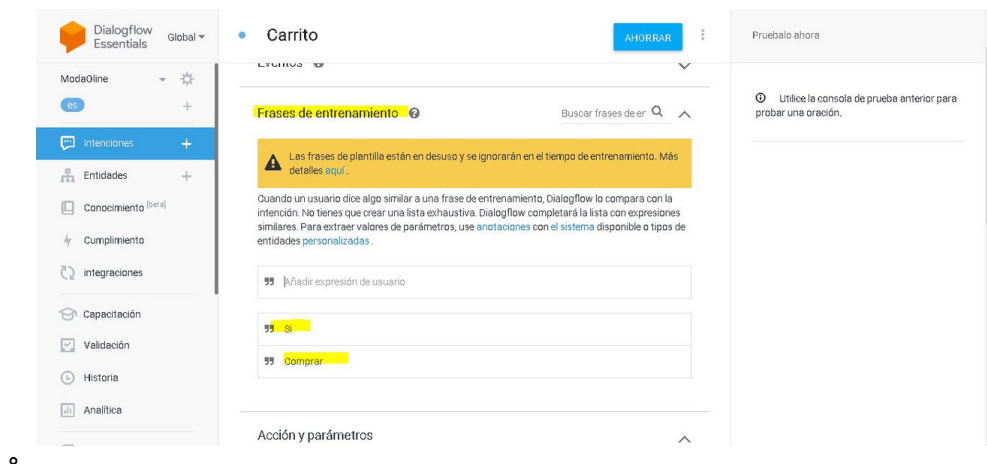 Dialogflow
Essentials
Global
Carrito
AHORRAR
Pruebalo ahora
ModaOline
Eventos
es
Utilice la consola de prueba anterior para
probar una oración.
Frases de entrenamiento
Buscar frases de er
intenciones
Las frases de plantilla están en desuso y se ignorarán en el tiempo de entrenamiento. Más
detalles aquí .
Entidades
Conocimiento [beta]
Cuando un usuario dice algo similar a una frase de entrenamiento, Dialogflow lo compara con la
intención. No tienes que crear una lista exhaustiva. Dialogflow completará la lista con expresiones
similares. Para extraer valores de parámetros, use anotaciones con el sistema disponible o tipos de
entidades personalizadas .
Cumplimiento
integraciones
Añadir expresión de usuario
Capacitación
Si
Validación
Comprar
Historia
Analítica
Acción y parámetros